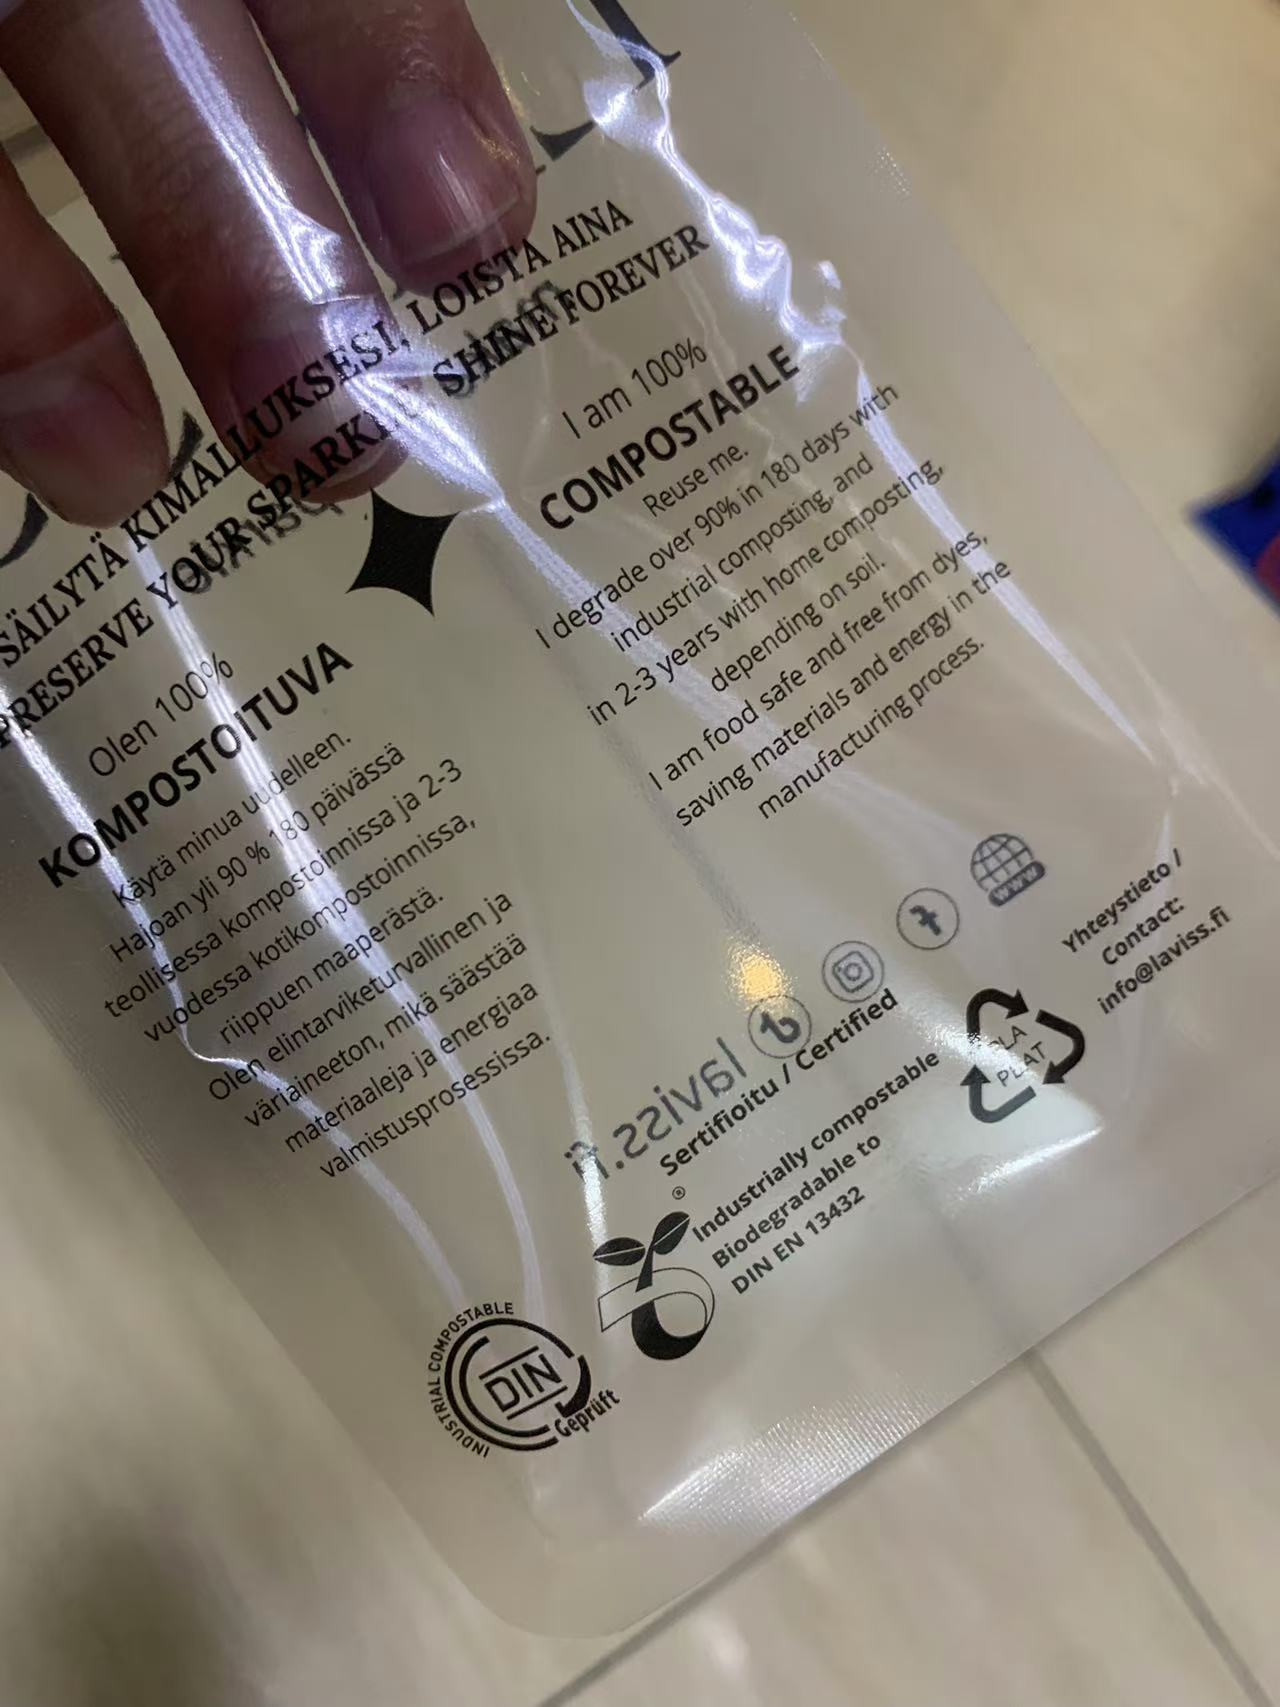 SÄILYTÄ KIMALLUKSESI, LOISTA AINA
PRESERVE YOUR SPARKLE, SHINE FOREVER
Olen 100%
KOMPOSTOITUVA
Käytä minua uudelleen.
Hajoan yli 90 % 180 päivässä
teollisessa kompostoinnissa ja 2-3
vuodessa kotikompostoinnissa,
riippuen maaperästä.
Olen elintarviketurvallinen ja
väriaineeton, mikä säästää
materiaaleja ja energiaa
valmistusprosessissa.
I am 100%
COMPOSTABLE
Reuse me.
I degrade over 90% in 180 days with
industrial composting, and
in 2-3 years with home composting,
depending on soil.
I am food safe and free from dyes,
saving materials and energy in the
manufacturing process.
www
laviss.fi
Yhteystieto /
Contact:
info@laviss.fi
PLA
PLAT
Sertifioitu / Certified
Industrially compostable
Biodegradable to
DIN EN 13432
®
INDUSTRIAL COMPOSTABLE
DIN
Geprüft